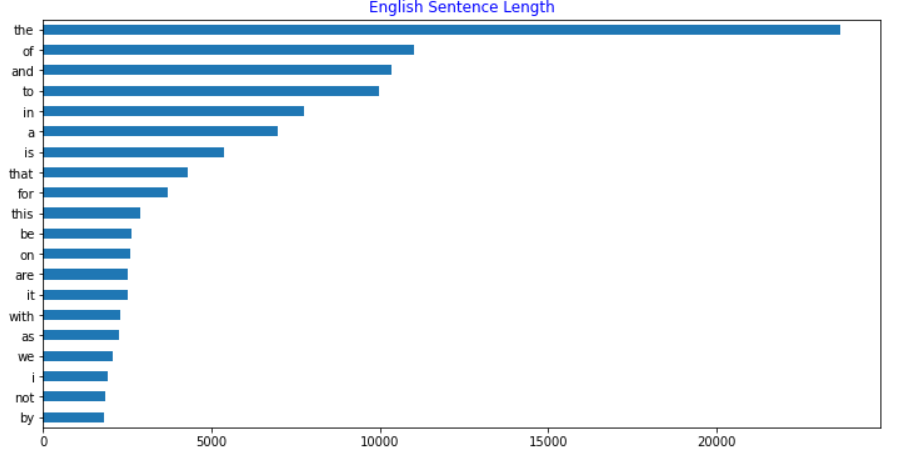 English Sentence Length
the
of
and
to
in
a
is
that
for
this
be
on
are
it
with
as
we
i
not
by
0 5000 10000 15000 20000